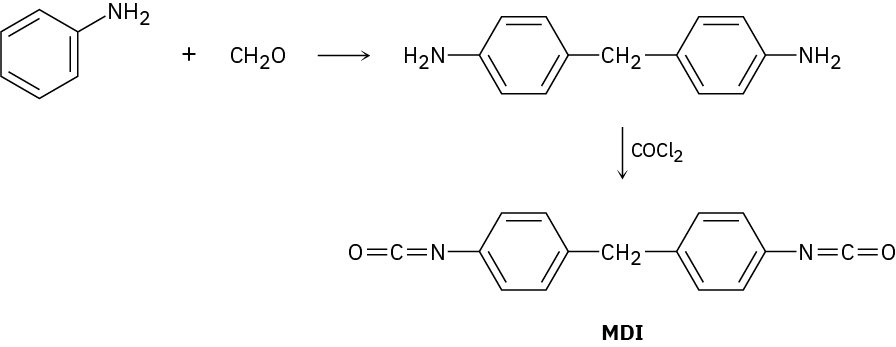 NH₂
+ CH₂O
H₂N CH₂ NH₂
COCl₂
O=C=N CH₂ N=C=O
MDI